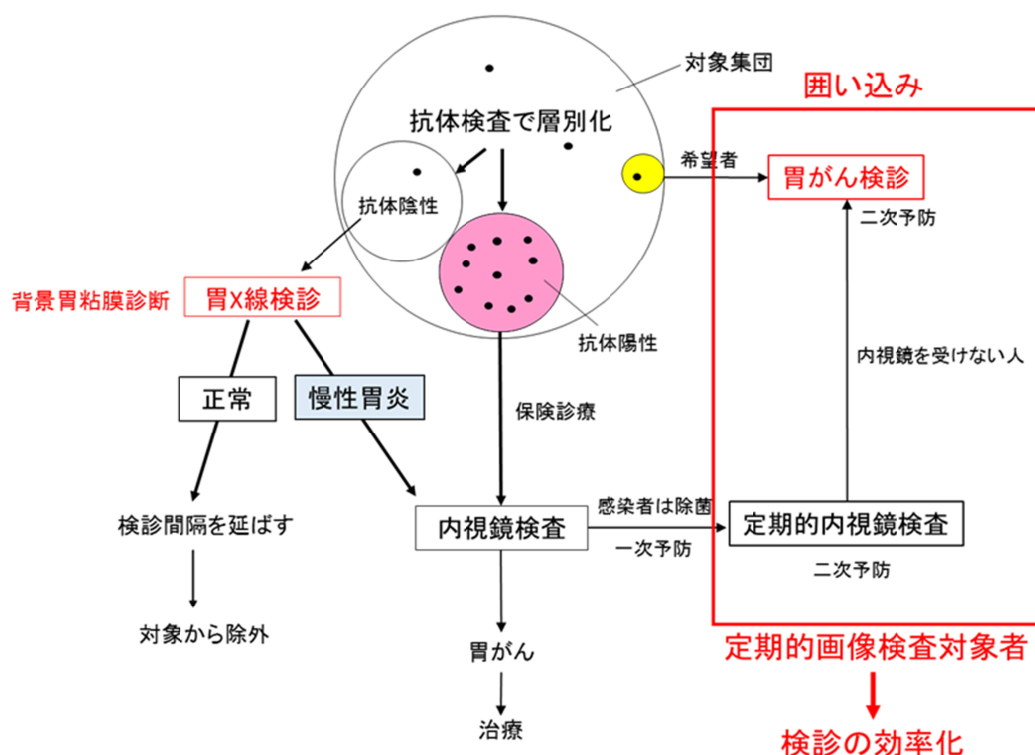 対象集団
囲い込み
抗体検査で層別化
希望者
胃がん検診
抗体陰性
二次予防
背景胃粘膜診断
胃X線検診
抗体陽性
内視鏡を受けない人
正常
慢性胃炎
保険診療
検診間隔を延ばす
内視鏡検査
感染者は除菌
一次予防
定期的内視鏡検査
二次予防
対象から除外
胃がん
定期的画像検査対象者
治療
検診の効率化